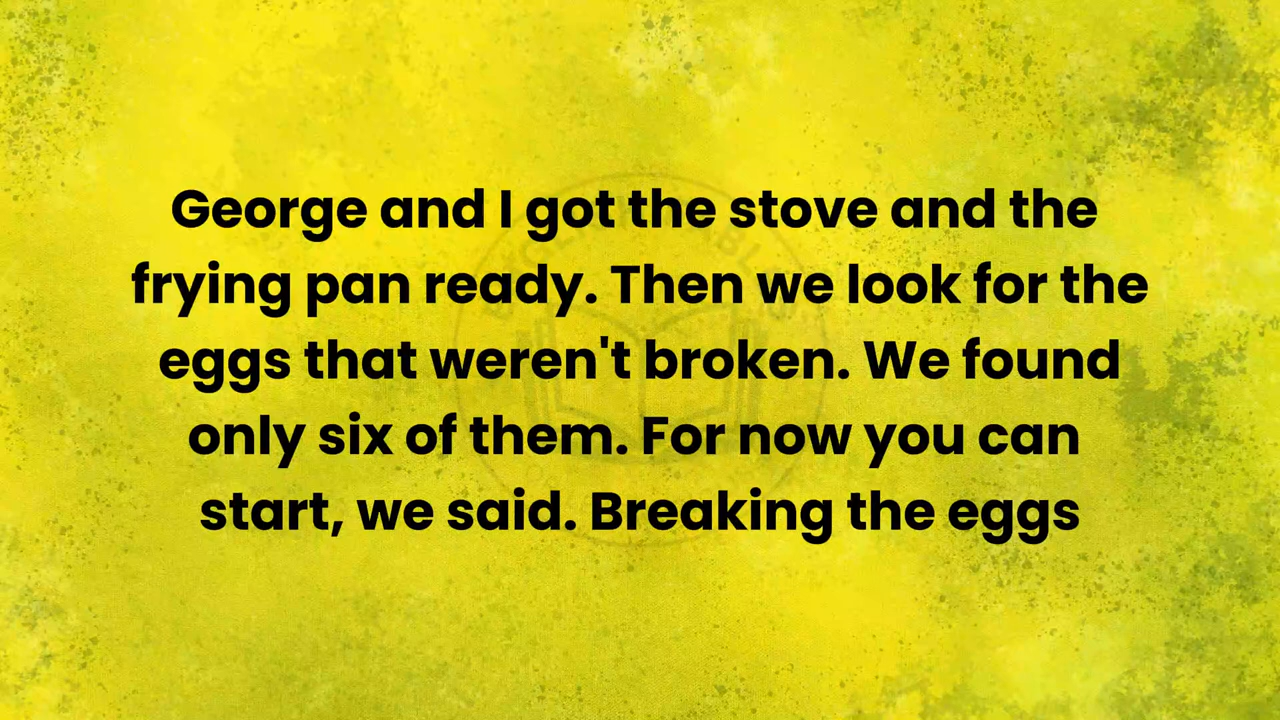 George and I got the stove and the
frying pan ready. Then we look for the
eggs that weren't broken. We found
only six of them. For now you can
start, we said. Breaking the eggs